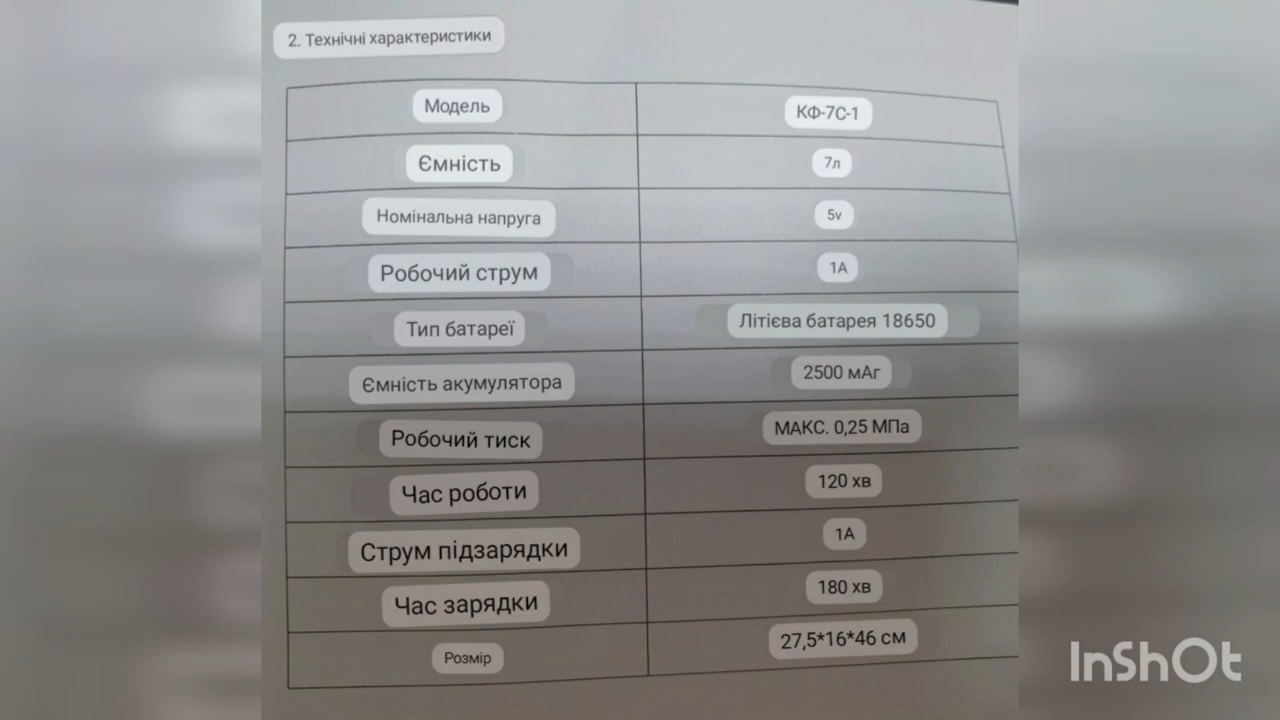 2. Технічні характеристики
Модель КФ-7С-1
Ємність 7л
Номінальна напруга 5v
Робочий струм 1А
Тип батареї Літієва батарея 18650
Ємність акумулятора 2500 мАг
Робочий тиск МАКС. 0,25 МПа
Час роботи 120 хв
Струм підзарядки 1А
Час зарядки 180 хв
Розмір 27,5*16*46 см
InShOt